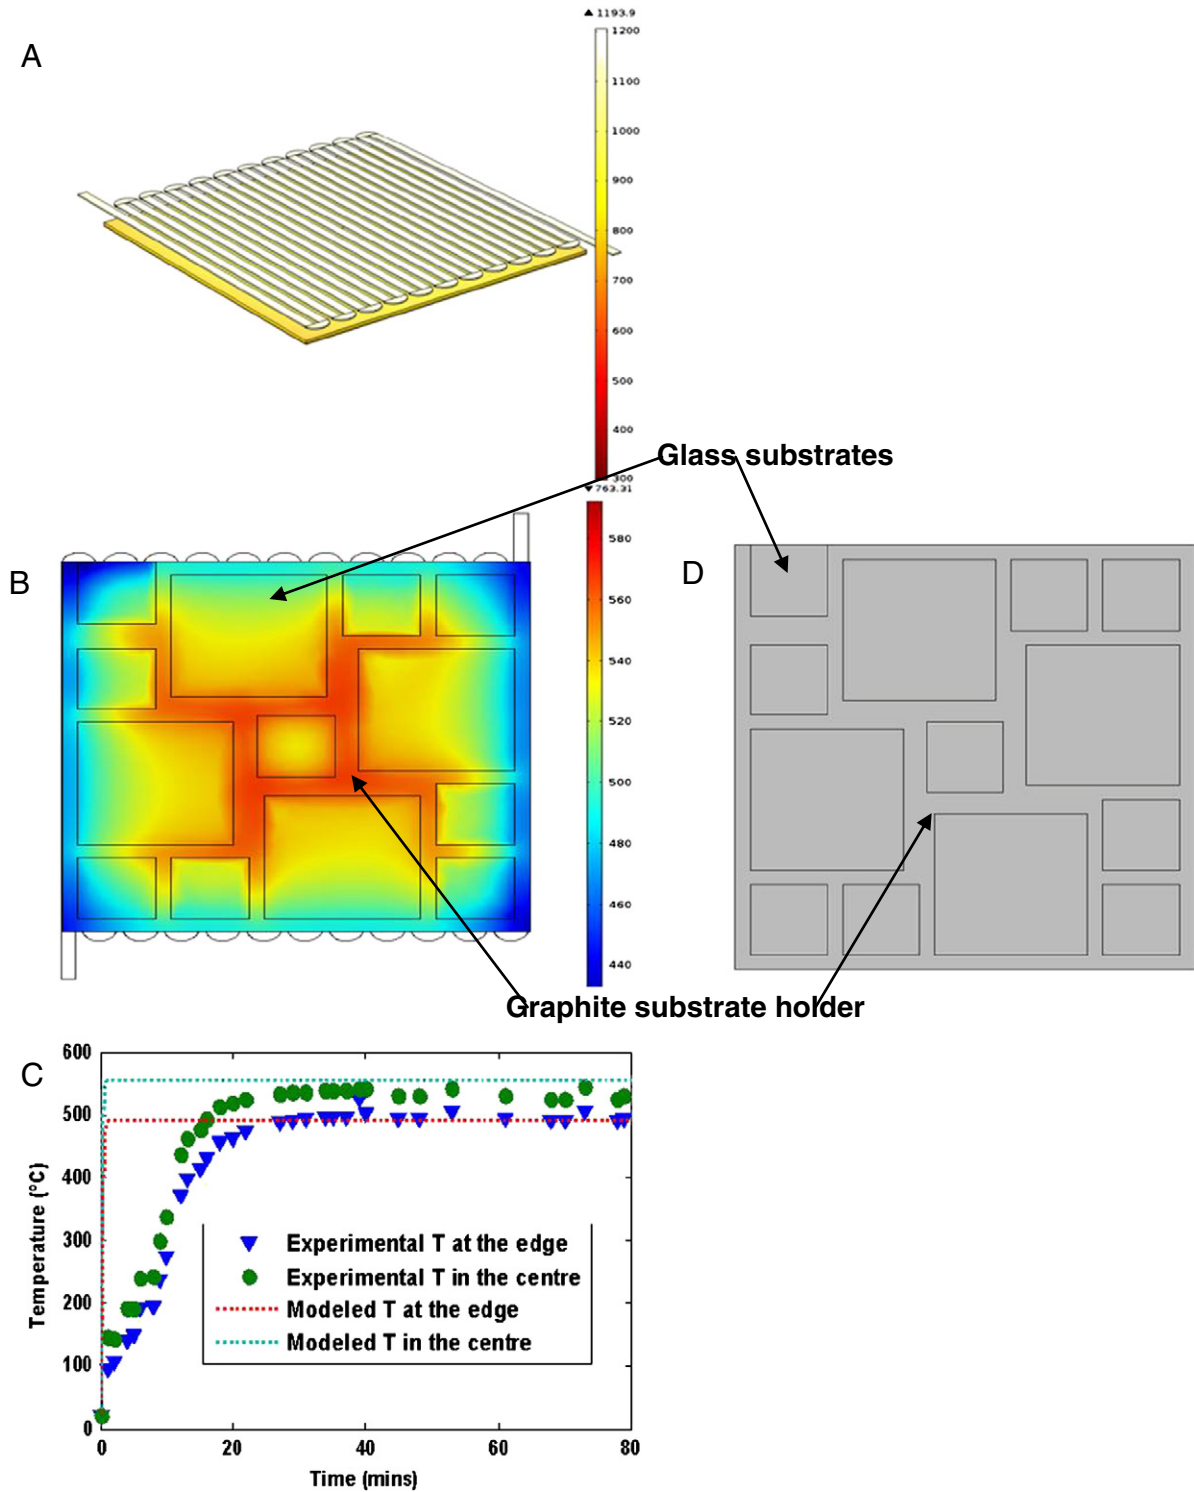 A
▲ 1193.9
1200
1100
1000
900
800
700
600
500
400
300
▼ 763.31
Glass substrates
B
580
560
540
520
500
480
460
440
D
Graphite substrate holder
C
600
500
400
300
200
100
0
Temperature (°C)
Experimental T at the edge
Experimental T in the centre
Modeled T at the edge
Modeled T in the centre
0 20 40 60 80
Time (mins)